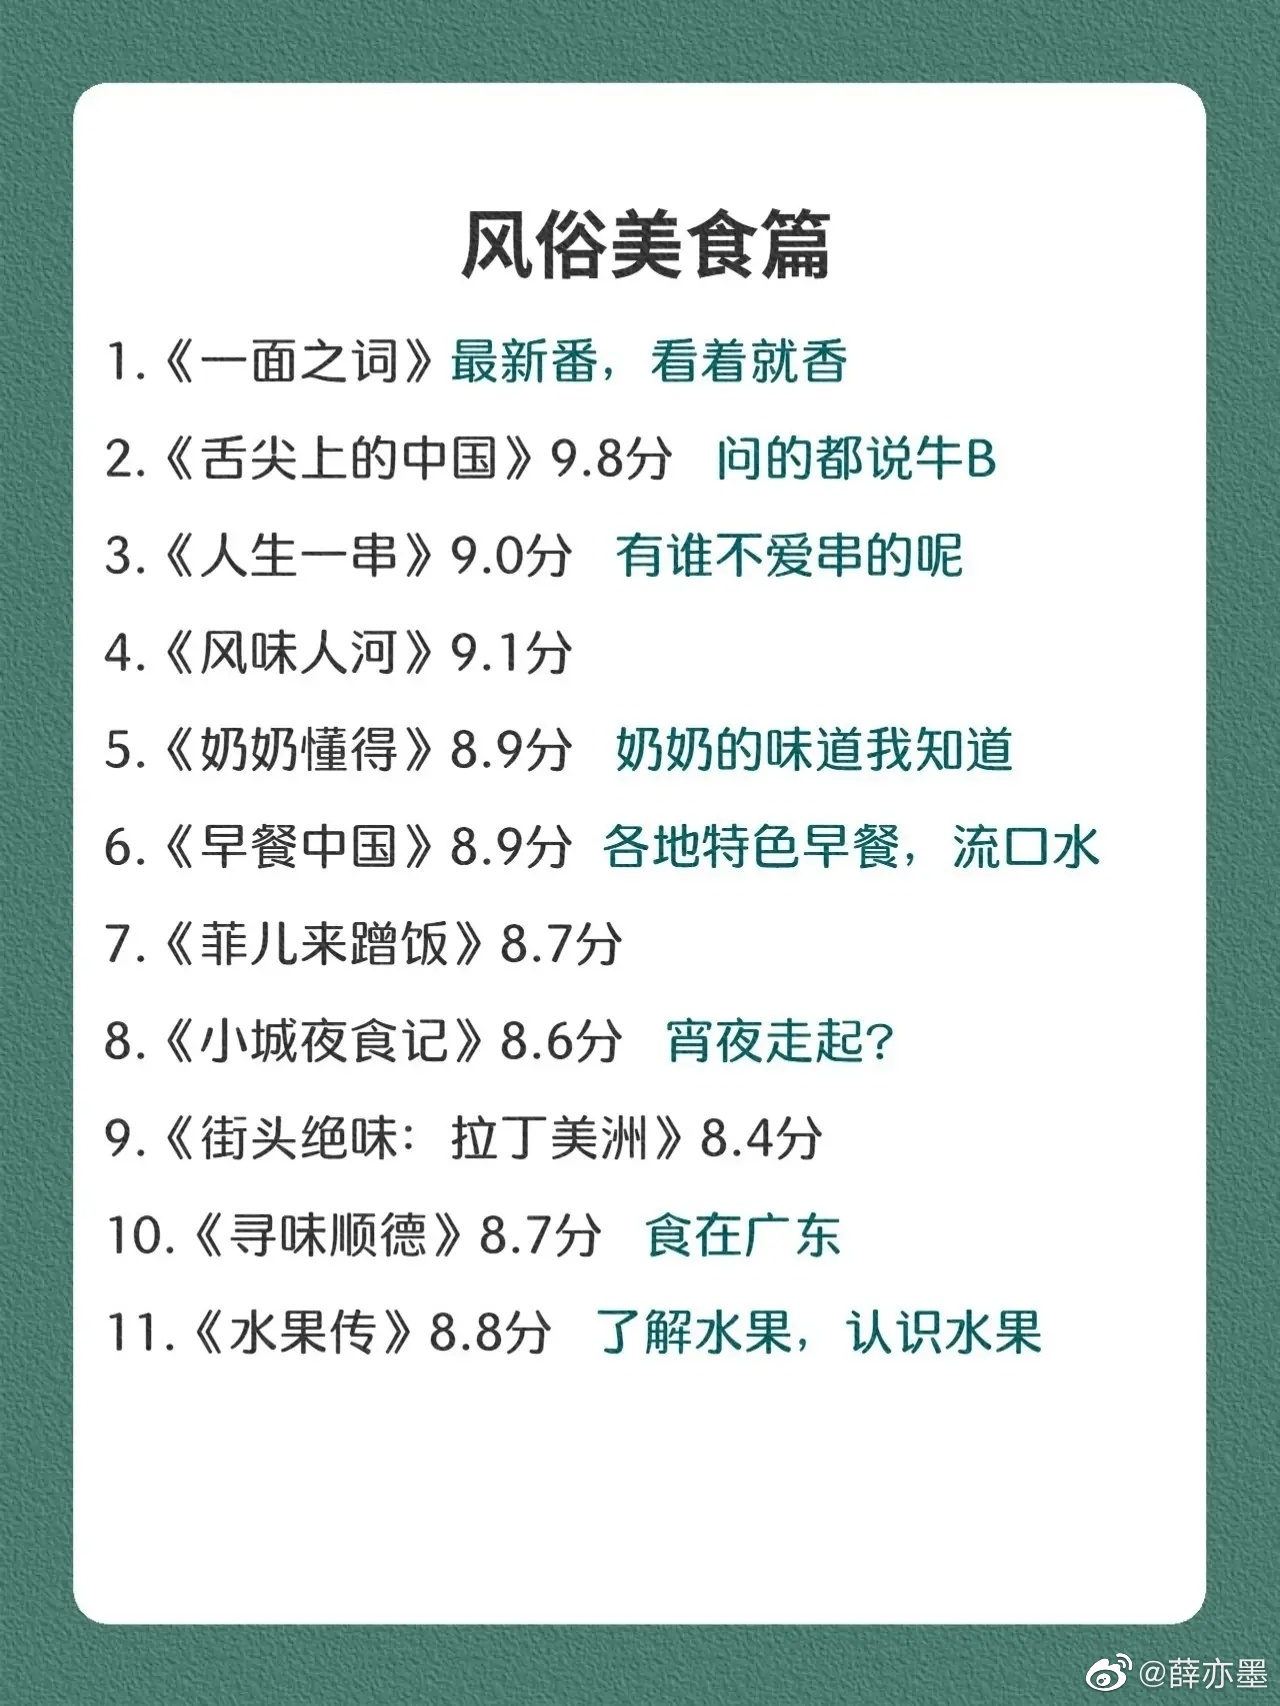 风俗美食篇
1.《一面之词》最新番，看着就香
2.《舌尖上的中国》9.8分 问的都说牛B
3.《人生一串》9.0分 有谁不爱串的呢
4.《风味人河》9.1分
5.《奶奶懂得》8.9分 奶奶的味道我知道
6.《早餐中国》8.9分 各地特色早餐，流口水
7.《菲儿来蹭饭》8.7分
8.《小城夜食记》8.6分 宵夜走起?
9.《街头绝味：拉丁美洲》8.4分
10.《寻味顺德》8.7分 食在广东
11.《水果传》8.8分 了解水果，认识水果
@薛亦墨